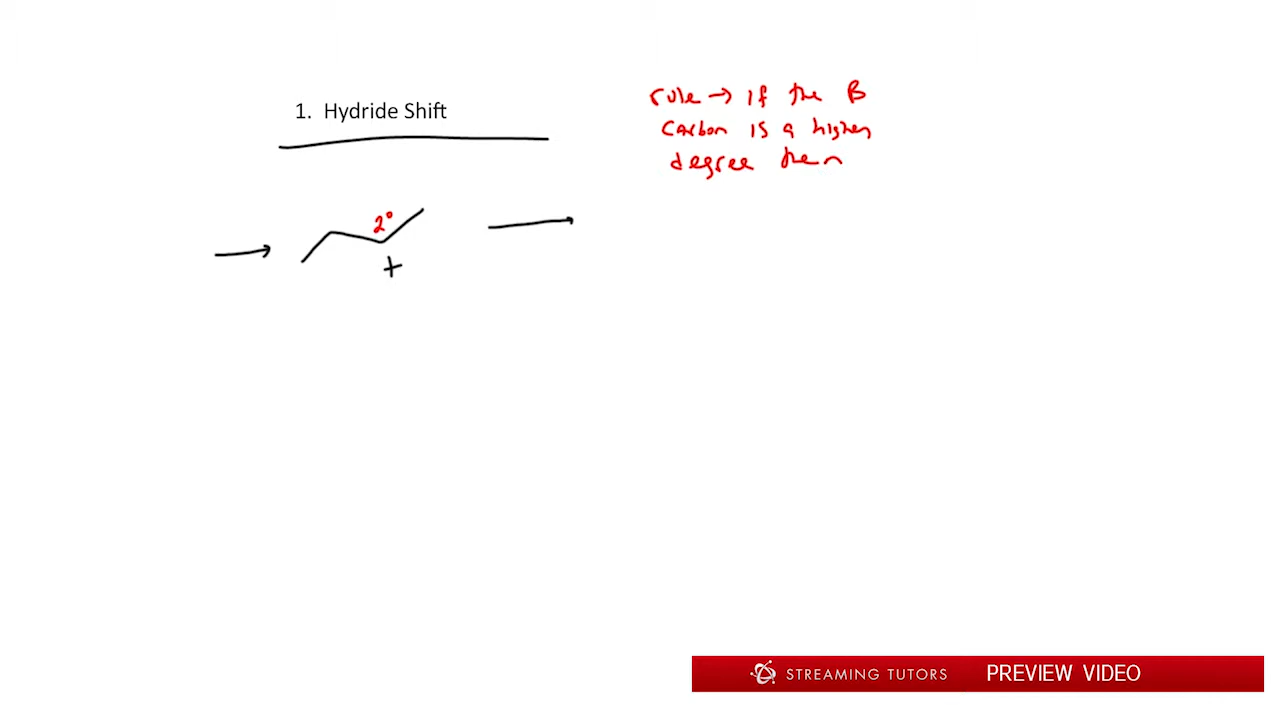 1. Hydride Shift
rule → if the B
carbon is a higher
degree then
2°
+
STREAMING TUTORS PREVIEW VIDEO